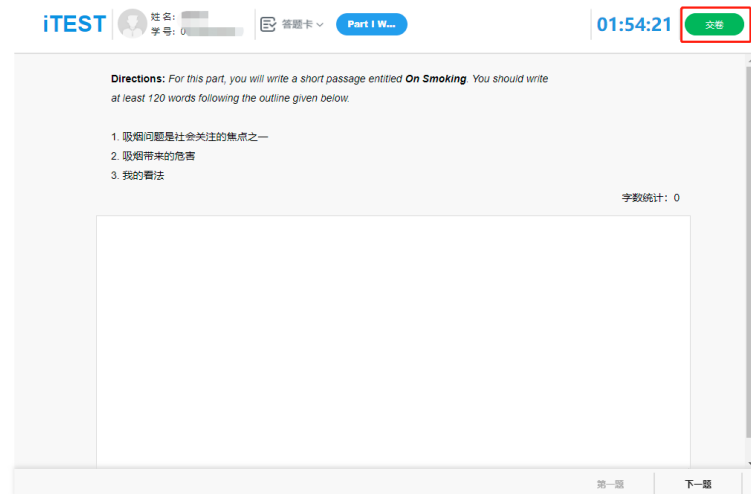 iTEST
姓名:
学号: 0
答题卡
Part I W...
01:54:21
交卷
Directions: For this part, you will write a short passage entitled On Smoking. You should write
at least 120 words following the outline given below.
1. 吸烟问题是社会关注的焦点之一
2. 吸烟带来的危害
3. 我的看法
字数统计：0
第一题
下一题